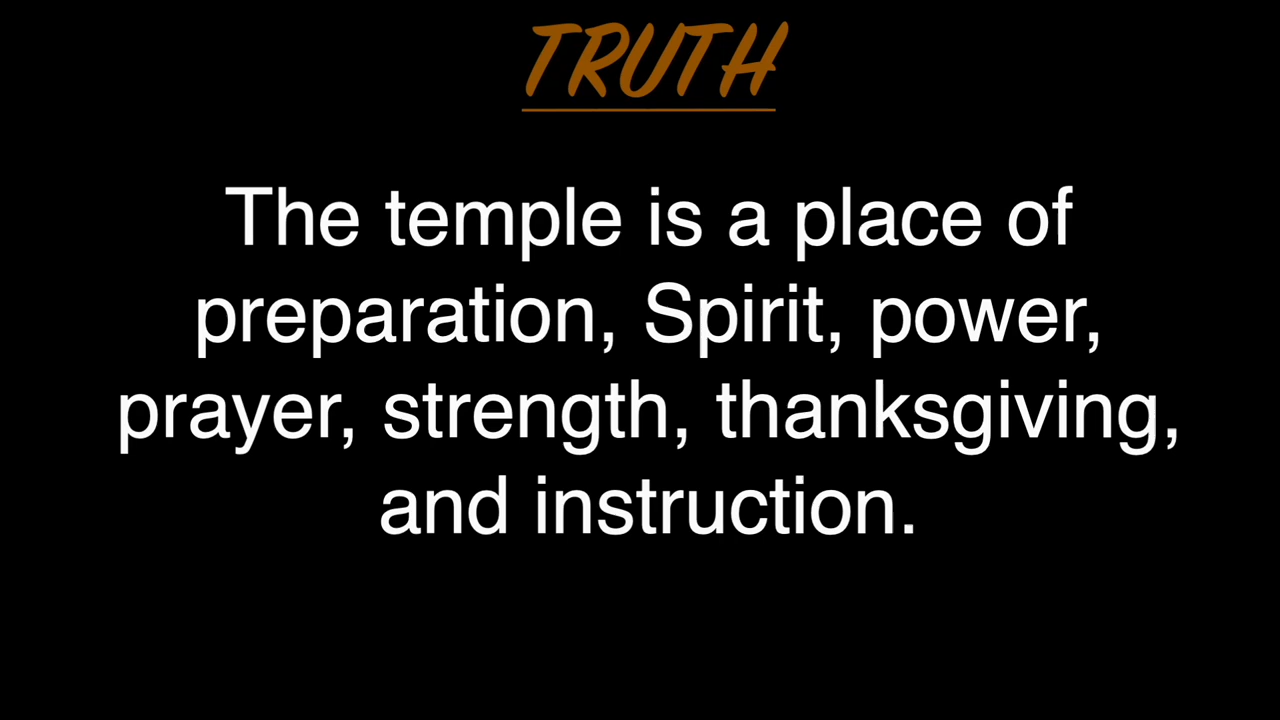 TRUTH
The temple is a place of
preparation, Spirit, power,
prayer, strength, thanksgiving,
and instruction.